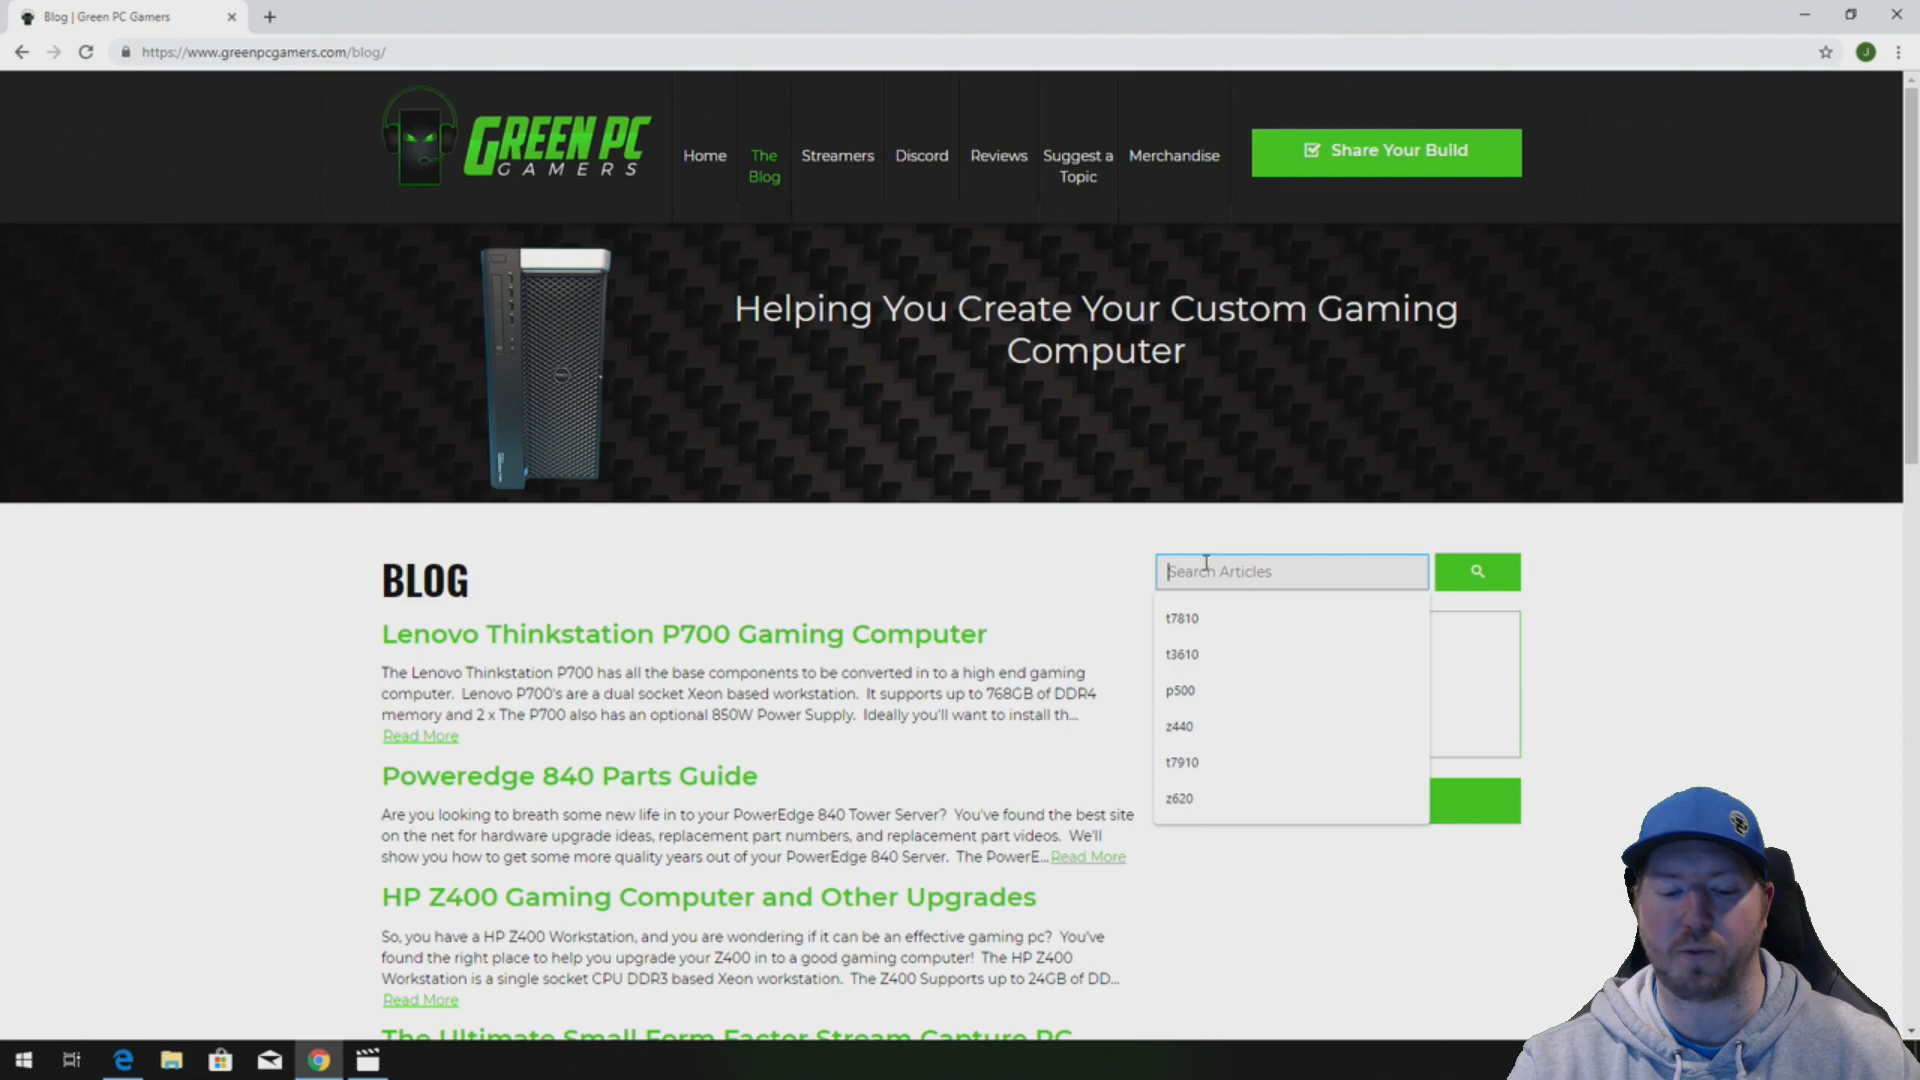 Blog | Green PC Gamers
https://www.greenpcgamers.com/blog/
J
GREEN PC
GAMERS
Home
The
Blog
Streamers
Discord
Reviews
Suggest a
Topic
Merchandise
Share Your Build
Helping You Create Your Custom Gaming
Computer
BLOG
Search Articles
t7810
t3610
p500
z440
t7910
z620
Lenovo Thinkstation P700 Gaming Computer
The Lenovo Thinkstation P700 has all the base components to be converted in to a high end gaming
computer. Lenovo P700's are a dual socket Xeon based workstation. It supports up to 768GB of DDR4
memory and 2 x The P700 also has an optional 850W Power Supply. Ideally you'll want to install th...
Read More
Poweredge 840 Parts Guide
Are you looking to breath some new life in to your PowerEdge 840 Tower Server? You've found the best site
on the net for hardware upgrade ideas, replacement part numbers, and replacement part videos. We'll
show you how to get some more quality years out of your PowerEdge 840 Server. The PowerE...Read More
HP Z400 Gaming Computer and Other Upgrades
So, you have a HP Z400 Workstation, and you are wondering if it can be an effective gaming pc? You've
found the right place to help you upgrade your Z400 in to a good gaming computer! The HP Z400
Workstation is a single socket CPU DDR3 based Xeon workstation. The Z400 Supports up to 24GB of DD...
Read More
The Ultimate Small Form Factor Stream Capture PC